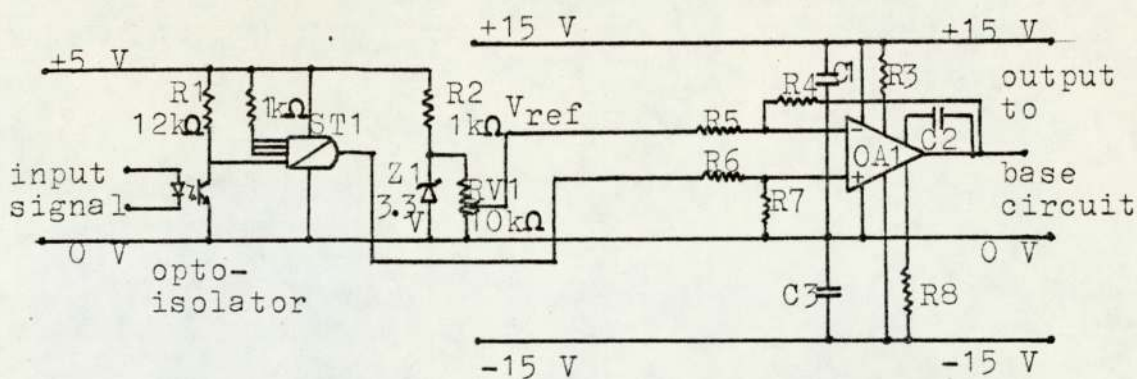 +15 V
+15 V
+5 V
R1
12kΩ
1kΩ
ST1
R2
1kΩ
Vref
C1
R3
R4
R5
R6
R7
OA1
C2
output
to
base
circuit
input
signal
Z1
3.3
V
RV1
10kΩ
0 V
0 V
opto-
isolator
C3
R8
-15 V
-15 V
−
+